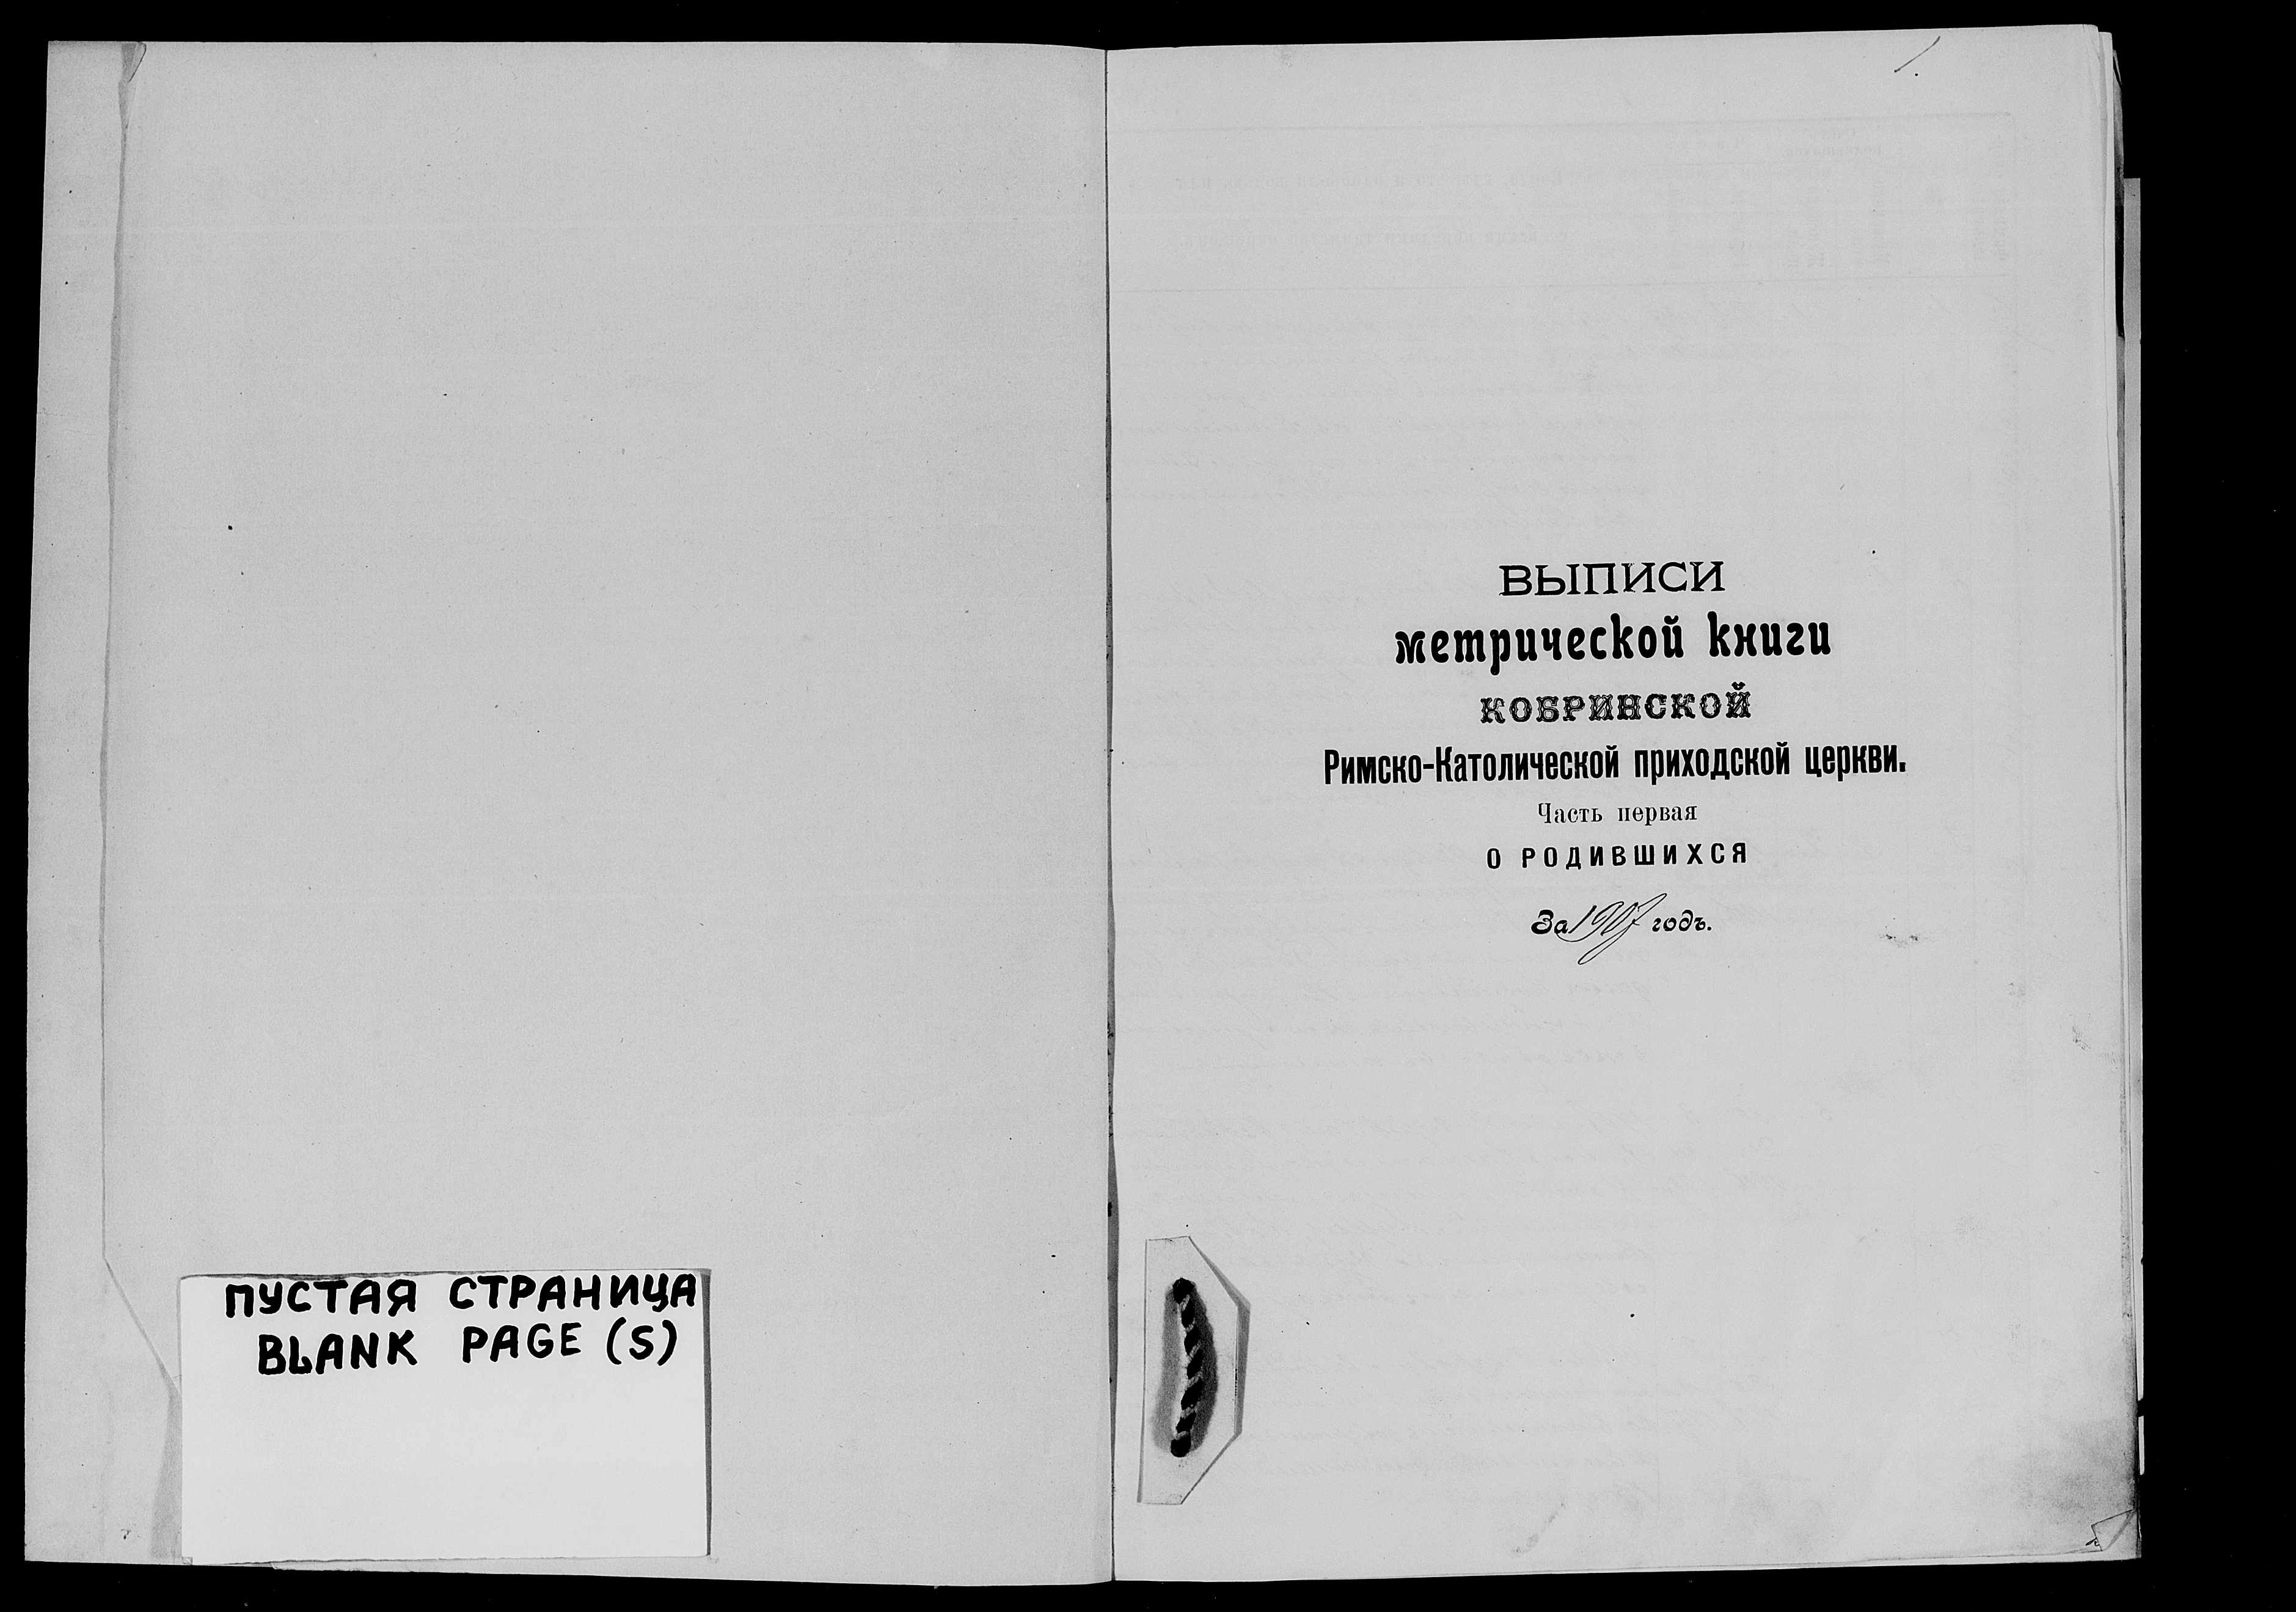 ПУСТАЯ СТРАНИЦА
BLANK PAGE (S)
1.
ВЫПИСИ
метрической книги
КОБРИНСКОЙ
Римско-Католической приходской церкви.
Часть первая
О РОДИВШИХСЯ
За 1907 годъ.